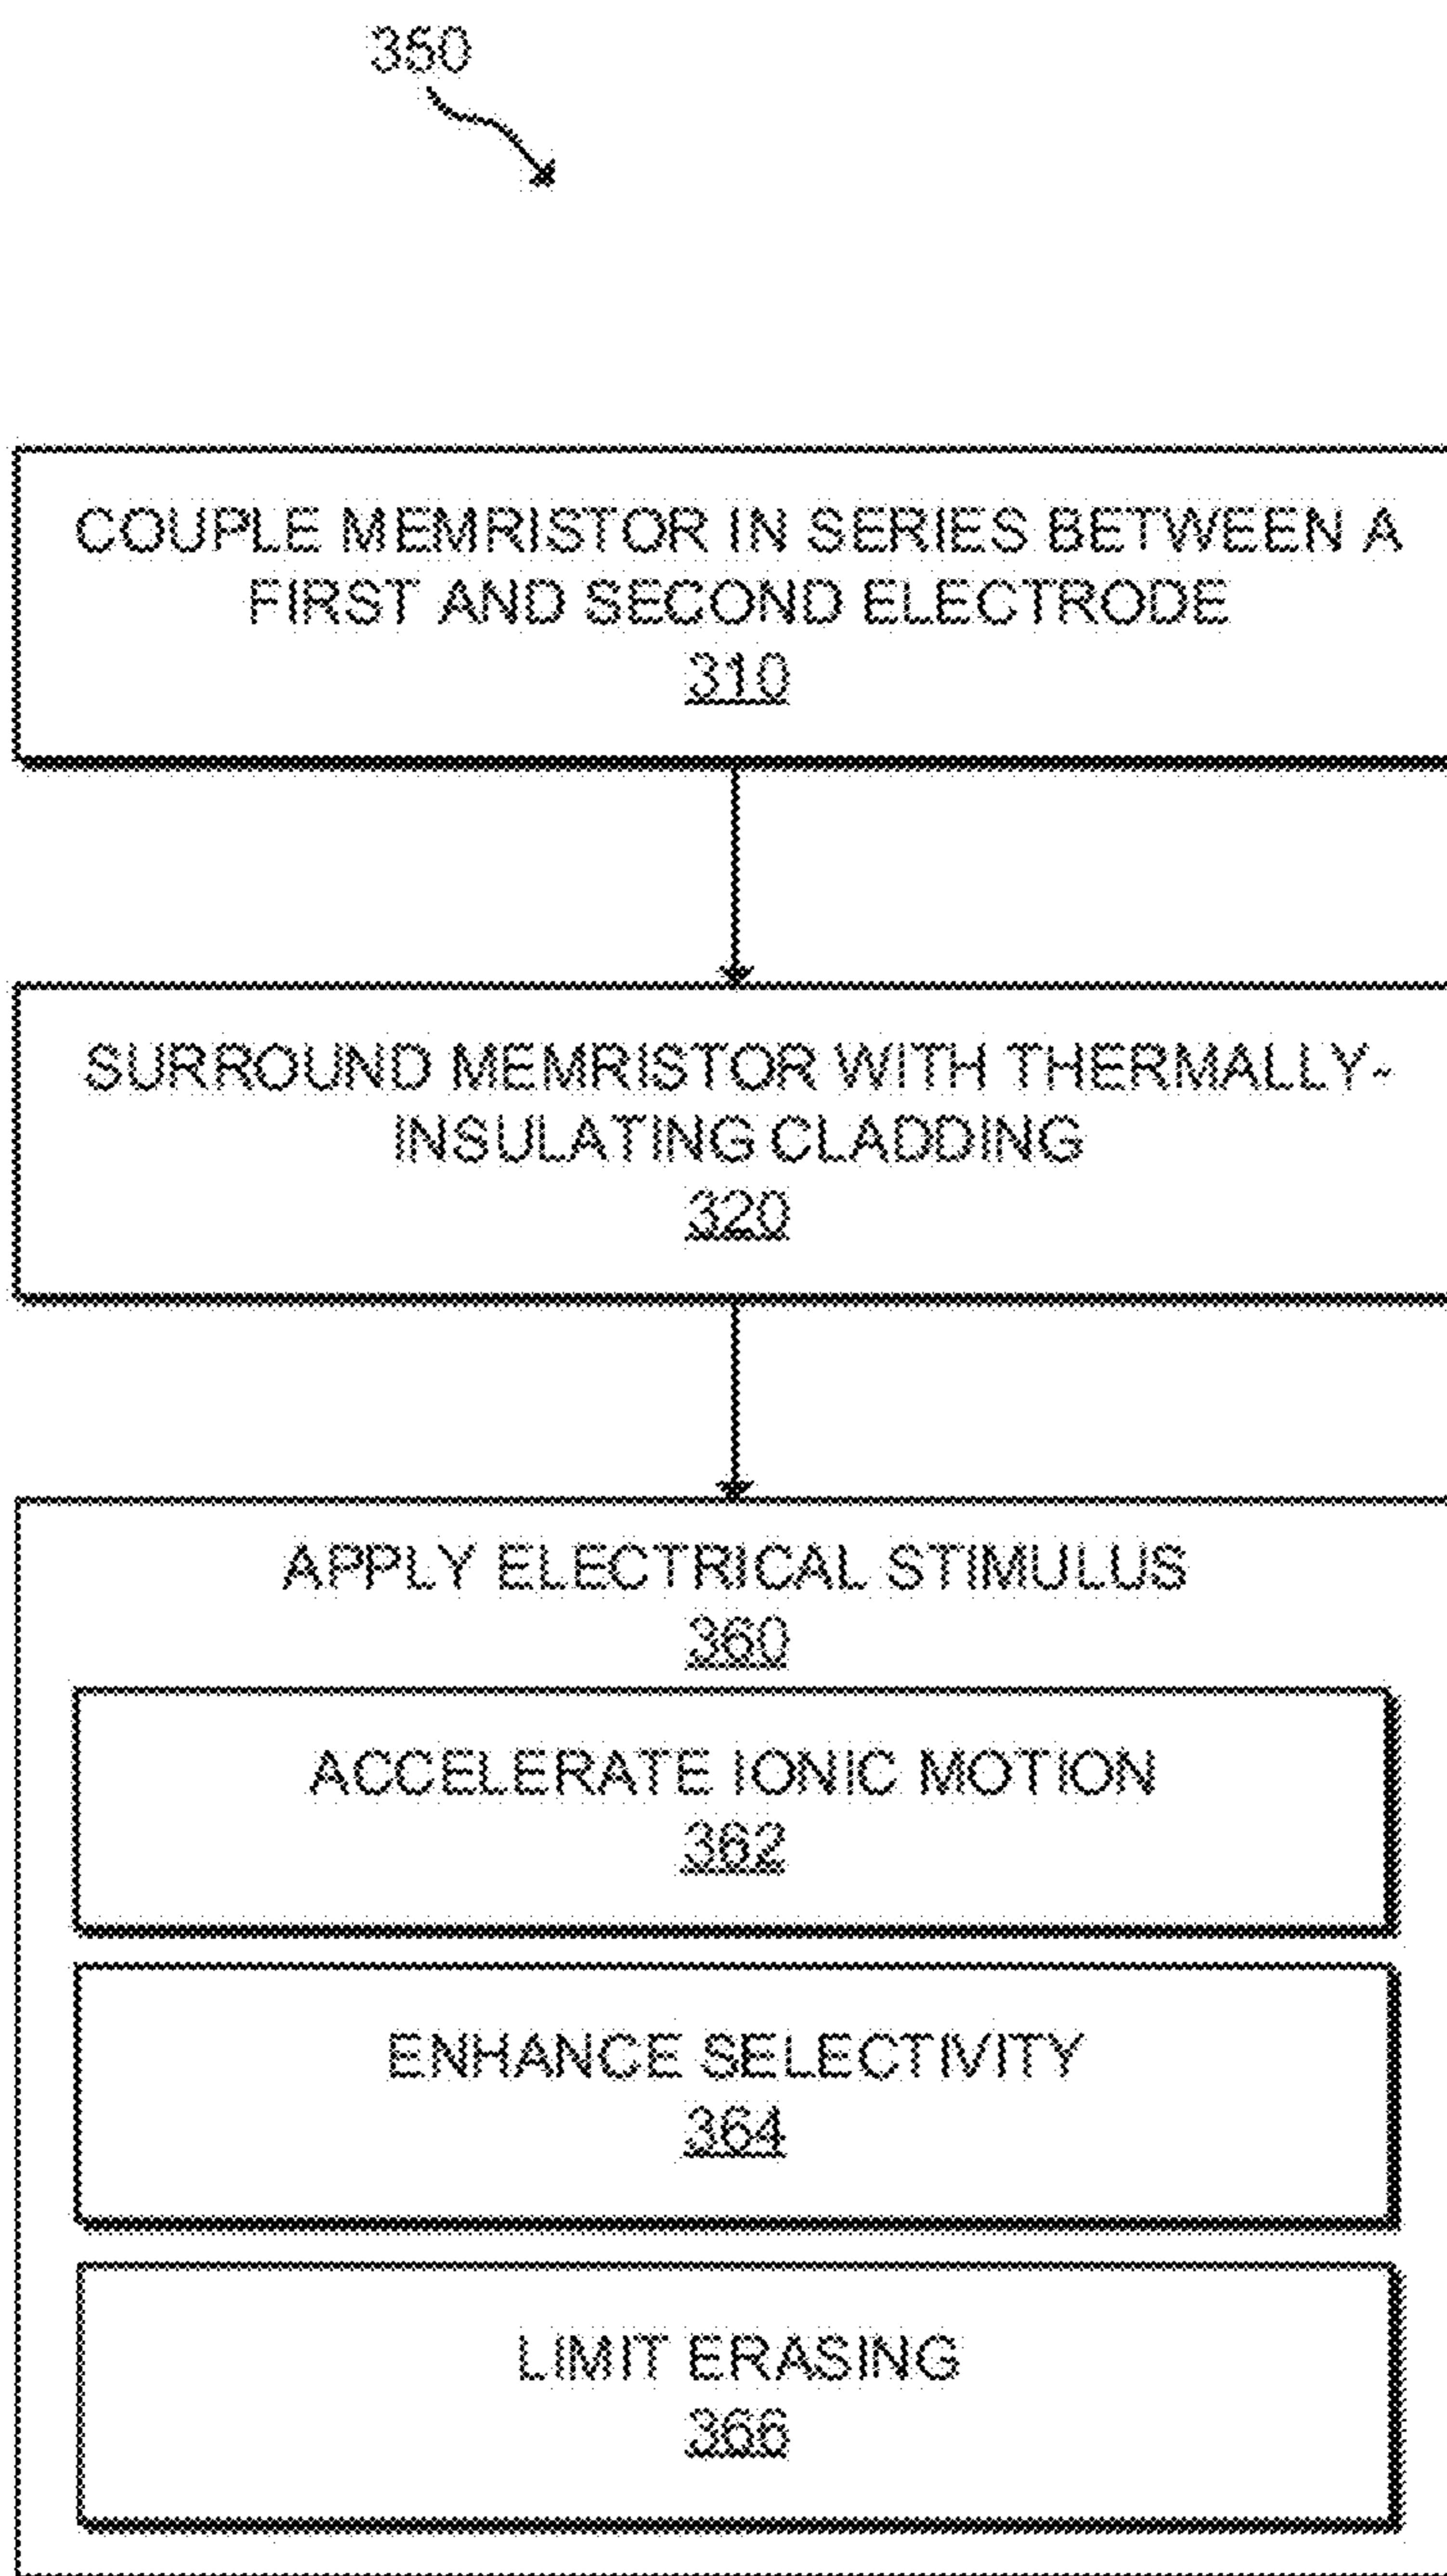 350
COUPLE MEMRISTOR IN SERIES BETWEEN A
FIRST AND SECOND ELECTRODE
310
SURROUND MEMRISTOR WITH THERMALLY-
INSULATING CLADDING
320
APPLY ELECTRICAL STIMULUS
360
ACCELERATE IONIC MOTION
362
ENHANCE SELECTIVITY
364
LIMIT ERASING
366